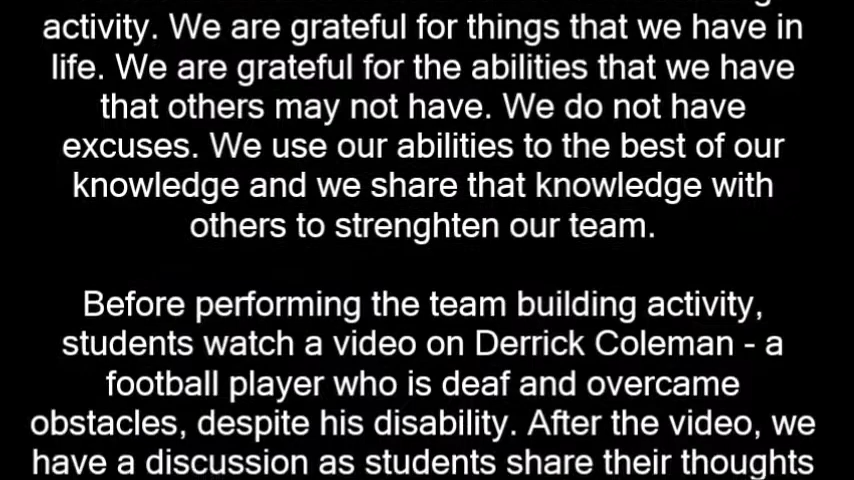 activity. We are grateful for things that we have in
life. We are grateful for the abilities that we have
that others may not have. We do not have
excuses. We use our abilities to the best of our
knowledge and we share that knowledge with
others to strenghten our team.
Before performing the team building activity,
students watch a video on Derrick Coleman - a
football player who is deaf and overcame
obstacles, despite his disability. After the video, we
have a discussion as students share their thoughts